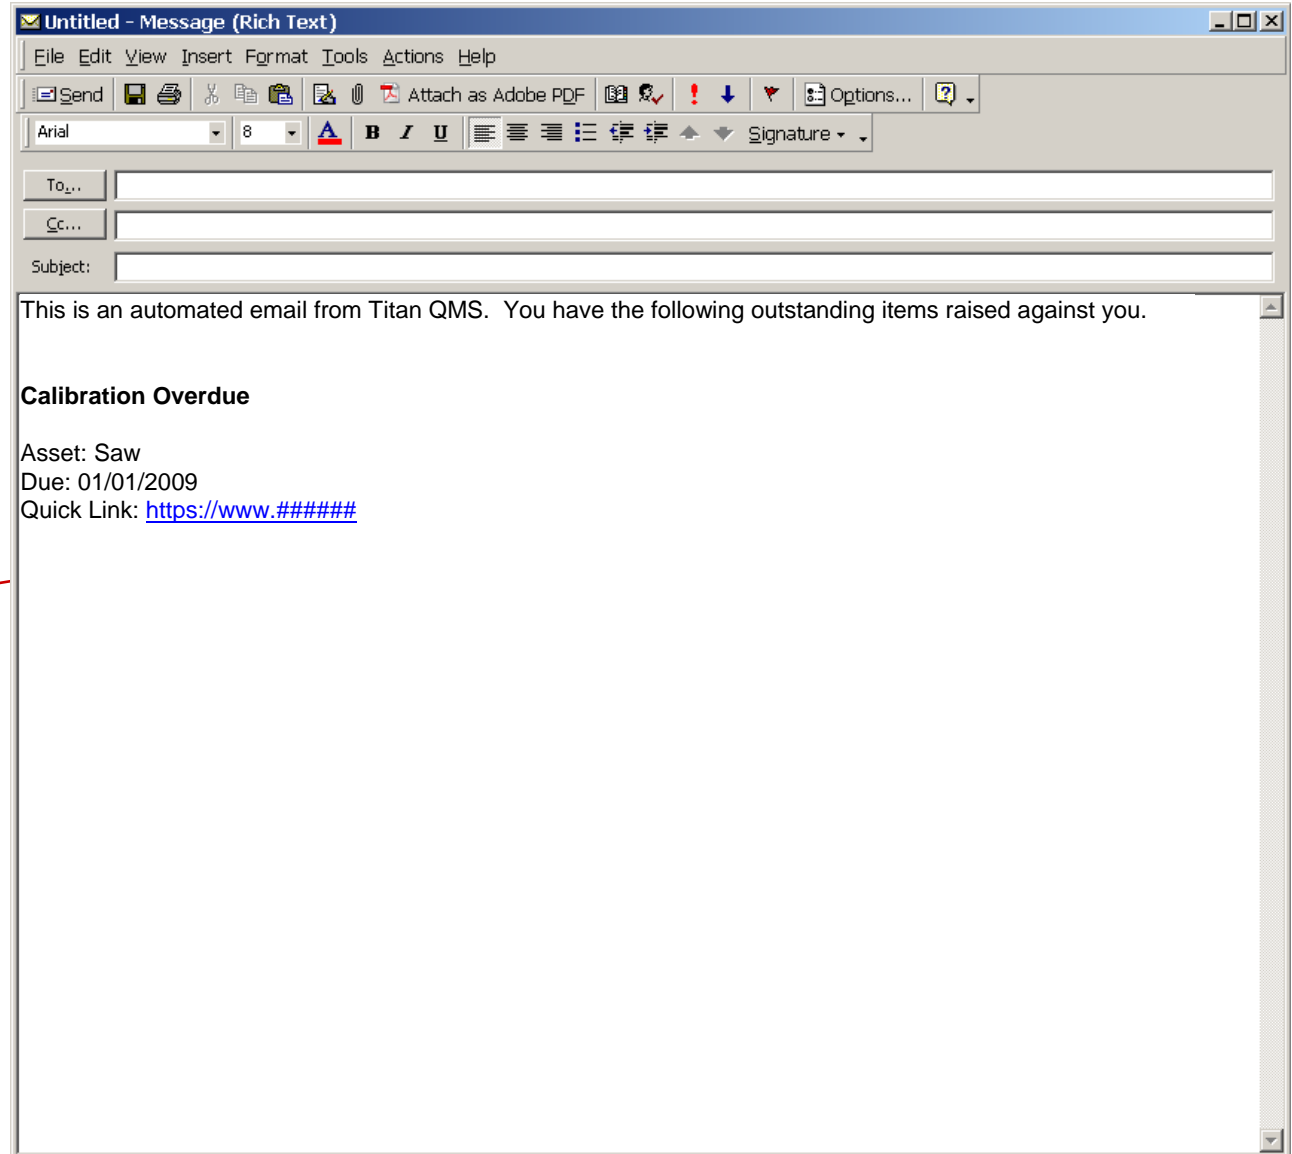 Untitled - Message (Rich Text)
File Edit View Insert Format Tools Actions Help
Send Attach as Adobe PDF Options...
Arial 8 A B I U Signature
To...
Cc...
Subject:
This is an automated email from Titan QMS.  You have the following outstanding items raised against you.
Calibration Overdue
Asset: Saw
Due: 01/01/2009
Quick Link: https://www.######